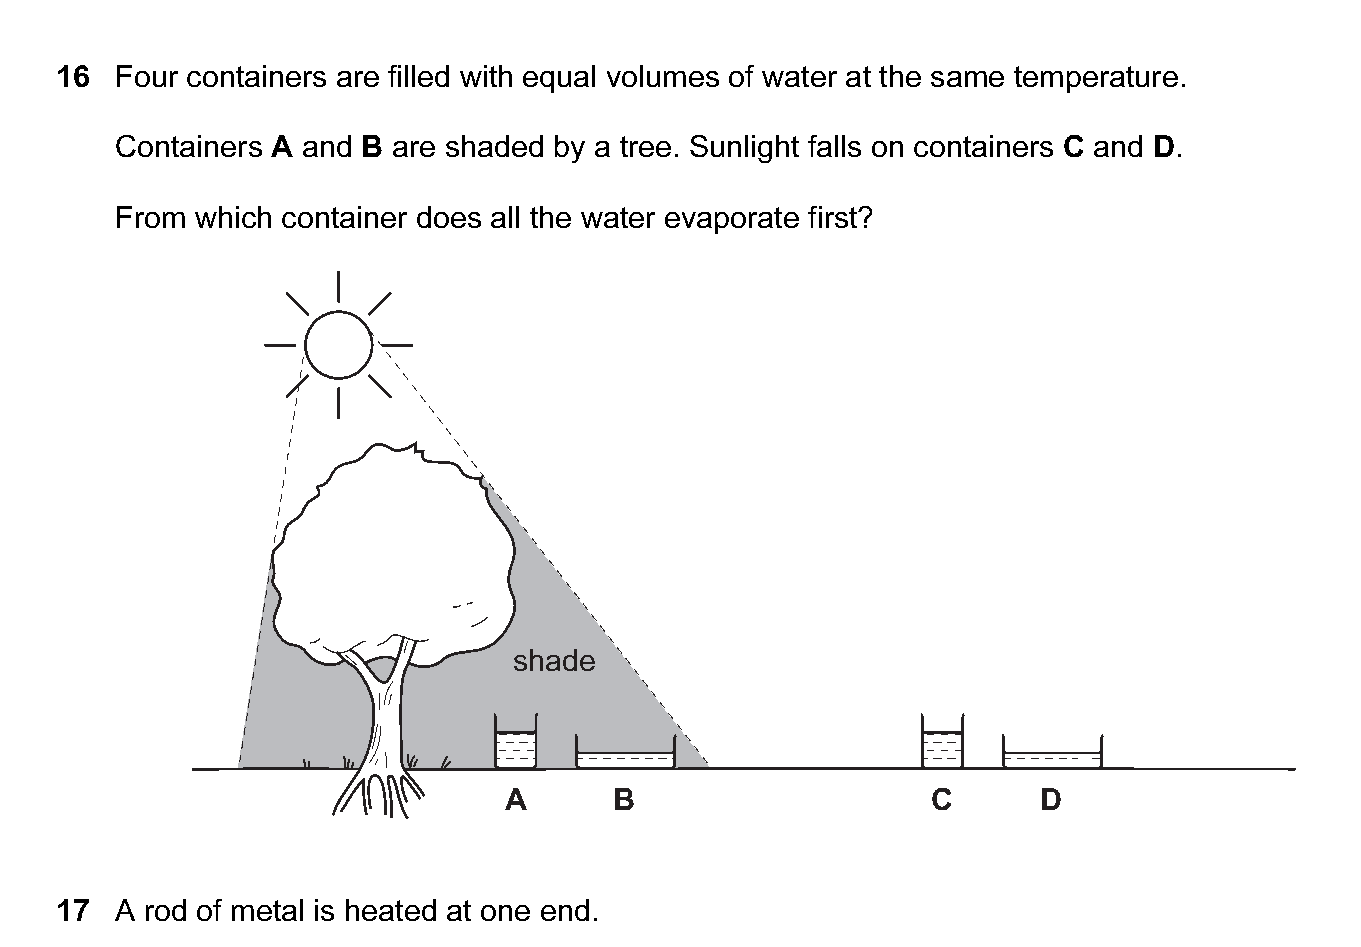 16 Four containers are filled with equal volumes of water at the same temperature.
Containers A and B are shaded by a tree. Sunlight falls on containers C and D.
From which container does all the water evaporate first?
shade
A B C D
17 A rod of metal is heated at one end.